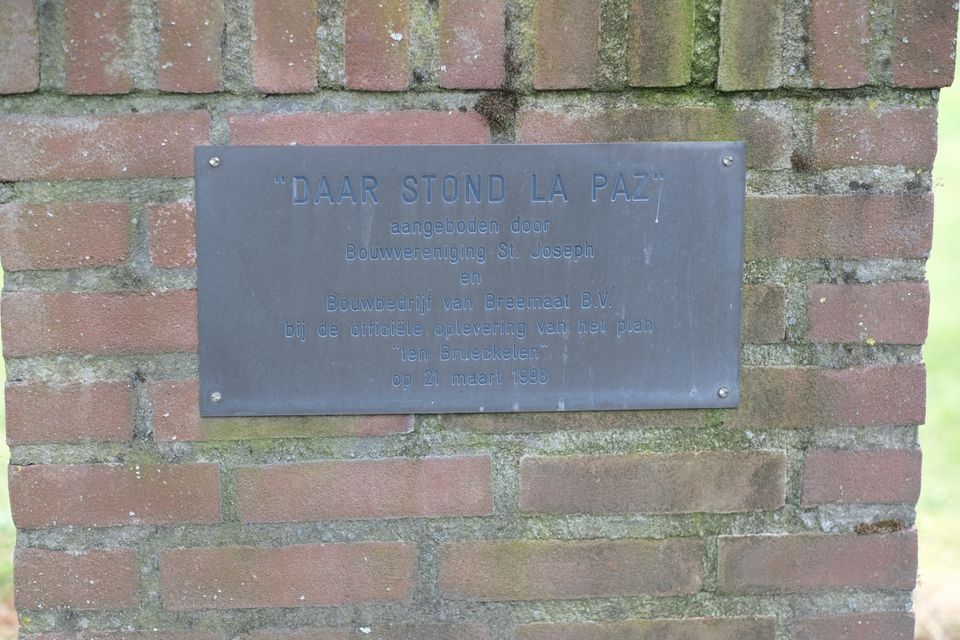 "DAAR STOND LA PAZ"
aangeboden door
Bouwvereniging St. Joseph
en
Bouwbedrijf van Breemaat B.V.
bij de officiële oplevering van het plan
"ten Brueckelen"
op 21 maart 1998